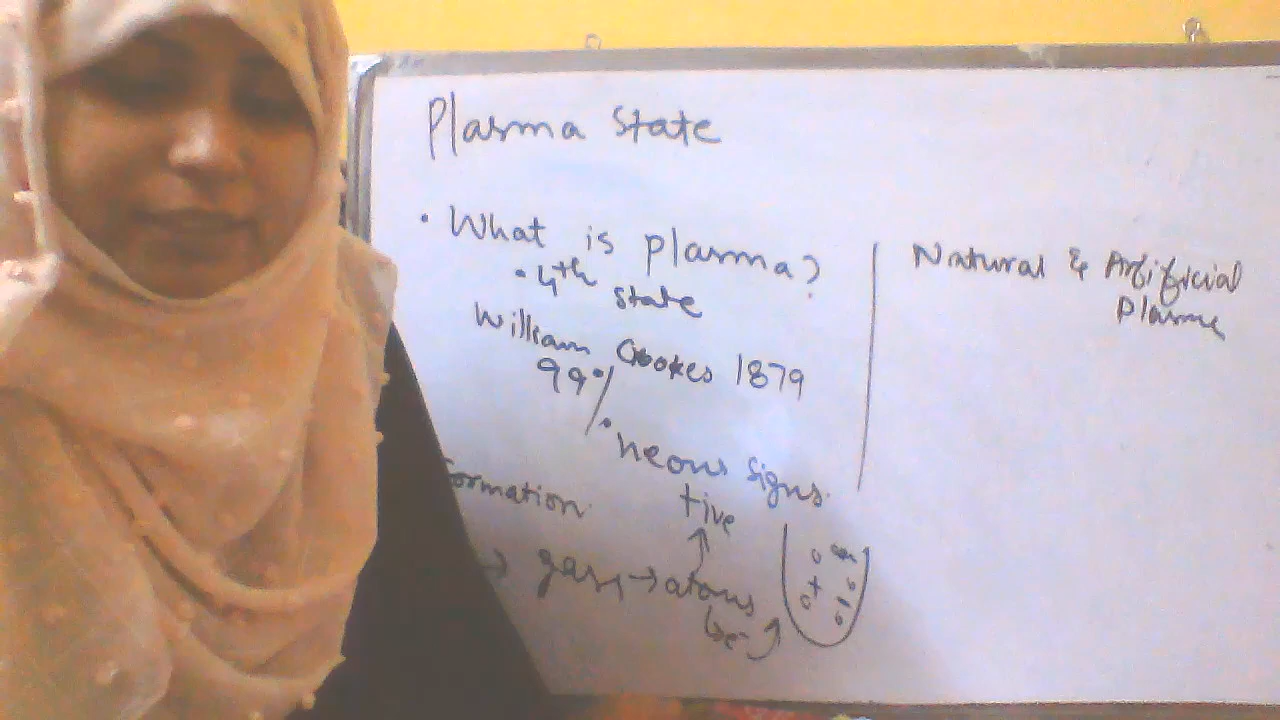 Plasma State
• What is plasma?
• 4th state
William Crookes 1879
99%
• neons signs.
formation
→ gas, → atoms
+ive
e-
Natural & Artificial
Plasma